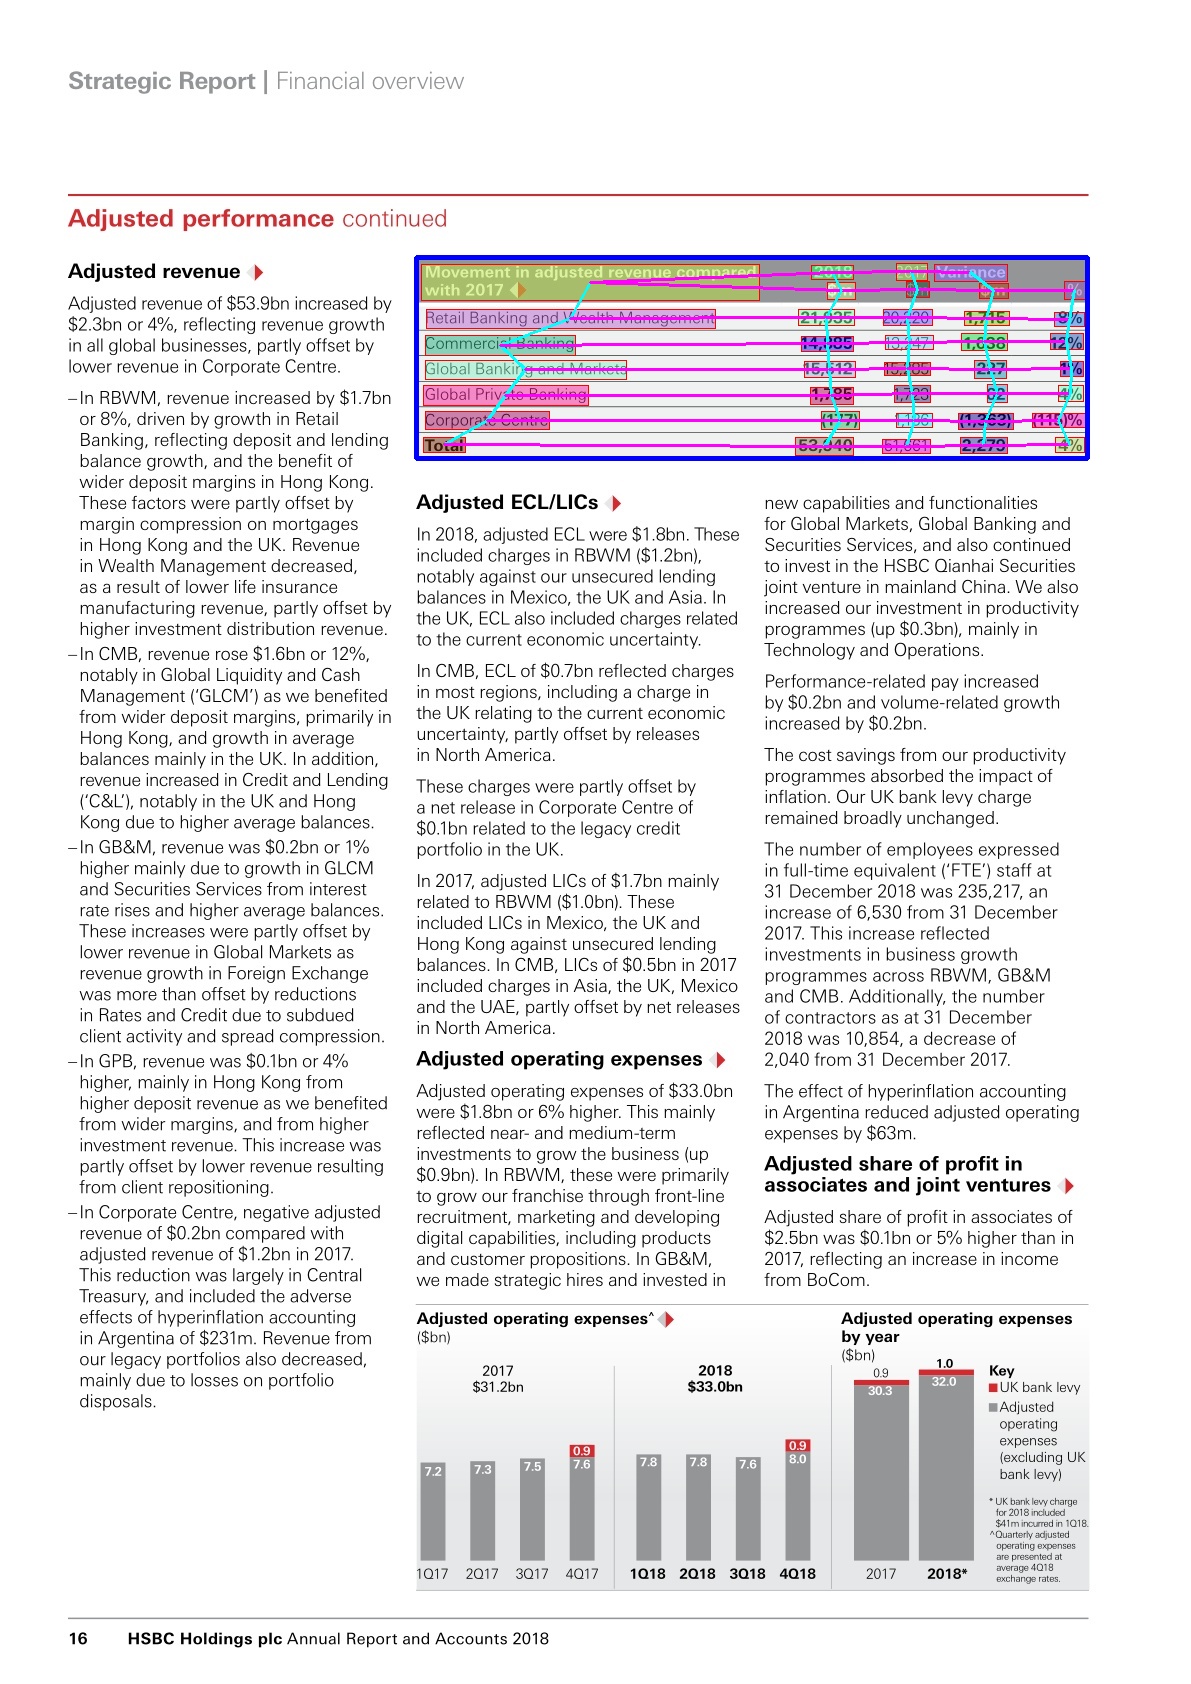 Strategic Report | Financial overview
Adjusted performance continued
Adjusted revenue
Adjusted revenue of $53.9bn increased by
$2.3bn or 4%, reflecting revenue growth
in all global businesses, partly offset by
lower revenue in Corporate Centre.
–In RBWM, revenue increased by $1.7bn
or 8%, driven by growth in Retail
Banking, reflecting deposit and lending
balance growth, and the benefit of
wider deposit margins in Hong Kong.
These factors were partly offset by
margin compression on mortgages
in Hong Kong and the UK. Revenue
in Wealth Management decreased,
as a result of lower life insurance
manufacturing revenue, partly offset by
higher investment distribution revenue.
–In CMB, revenue rose $1.6bn or 12%,
notably in Global Liquidity and Cash
Management (‘GLCM’) as we benefited
from wider deposit margins, primarily in
Hong Kong, and growth in average
balances mainly in the UK. In addition,
revenue increased in Credit and Lending
(‘C&L’), notably in the UK and Hong
Kong due to higher average balances.
–In GB&M, revenue was $0.2bn or 1%
higher mainly due to growth in GLCM
and Securities Services from interest
rate rises and higher average balances.
These increases were partly offset by
lower revenue in Global Markets as
revenue growth in Foreign Exchange
was more than offset by reductions
in Rates and Credit due to subdued
client activity and spread compression.
–In GPB, revenue was $0.1bn or 4%
higher, mainly in Hong Kong from
higher deposit revenue as we benefited
from wider margins, and from higher
investment revenue. This increase was
partly offset by lower revenue resulting
from client repositioning.
–In Corporate Centre, negative adjusted
revenue of $0.2bn compared with
adjusted revenue of $1.2bn in 2017.
This reduction was largely in Central
Treasury, and included the adverse
effects of hyperinflation accounting
in Argentina of $231m. Revenue from
our legacy portfolios also decreased,
mainly due to losses on portfolio
disposals.
Movement in adjusted revenue compared 2018 2017 Variance
with 2017 $m $m $m %
Retail Banking and Wealth Management 21,935 20,220 1,715 8%
Commercial Banking 14,885 13,247 1,638 12%
Global Banking and Markets 15,512 15,285 227 1%
Global Private Banking 1,785 1,723 62 4%
Corporate Centre (177) 1,186 (1,363) (115)%
Total 53,940 51,661 2,279 4%
Adjusted ECL/LICs
In 2018, adjusted ECL were $1.8bn. These
included charges in RBWM ($1.2bn),
notably against our unsecured lending
balances in Mexico, the UK and Asia. In
the UK, ECL also included charges related
to the current economic uncertainty.
In CMB, ECL of $0.7bn reflected charges
in most regions, including a charge in
the UK relating to the current economic
uncertainty, partly offset by releases
in North America.
These charges were partly offset by
a net release in Corporate Centre of
$0.1bn related to the legacy credit
portfolio in the UK.
In 2017, adjusted LICs of $1.7bn mainly
related to RBWM ($1.0bn). These
included LICs in Mexico, the UK and
Hong Kong against unsecured lending
balances. In CMB, LICs of $0.5bn in 2017
included charges in Asia, the UK, Mexico
and the UAE, partly offset by net releases
in North America.
Adjusted operating expenses
Adjusted operating expenses of $33.0bn
were $1.8bn or 6% higher. This mainly
reflected near- and medium-term
investments to grow the business (up
$0.9bn). In RBWM, these were primarily
to grow our franchise through front-line
recruitment, marketing and developing
digital capabilities, including products
and customer propositions. In GB&M,
we made strategic hires and invested in
new capabilities and functionalities
for Global Markets, Global Banking and
Securities Services, and also continued
to invest in the HSBC Qianhai Securities
joint venture in mainland China. We also
increased our investment in productivity
programmes (up $0.3bn), mainly in
Technology and Operations.
Performance-related pay increased
by $0.2bn and volume-related growth
increased by $0.2bn.
The cost savings from our productivity
programmes absorbed the impact of
inflation. Our UK bank levy charge
remained broadly unchanged.
The number of employees expressed
in full-time equivalent (‘FTE’) staff at
31 December 2018 was 235,217, an
increase of 6,530 from 31 December
2017. This increase reflected
investments in business growth
programmes across RBWM, GB&M
and CMB. Additionally, the number
of contractors as at 31 December
2018 was 10,854, a decrease of
2,040 from 31 December 2017.
The effect of hyperinflation accounting
in Argentina reduced adjusted operating
expenses by $63m.
Adjusted share of profit in
associates and joint ventures
Adjusted share of profit in associates of
$2.5bn was $0.1bn or 5% higher than in
2017, reflecting an increase in income
from BoCom.
Adjusted operating expenses^
($bn)
2017 2018
$31.2bn $33.0bn
0.9 0.9
7.2 7.3 7.5 7.6 7.8 7.8 7.6 8.0
1Q17 2Q17 3Q17 4Q17 1Q18 2Q18 3Q18 4Q18
Adjusted operating expenses
by year
($bn)
0.9 1.0
30.3 32.0
2017 2018*
Key
UK bank levy
Adjusted
operating
expenses
(excluding UK
bank levy)
* UK bank levy charge
for 2018 included
$41m incurred in 1Q18.
^Quarterly adjusted
operating expenses
are presented at
average 4Q18
exchange rates.
16 HSBC Holdings plc Annual Report and Accounts 2018